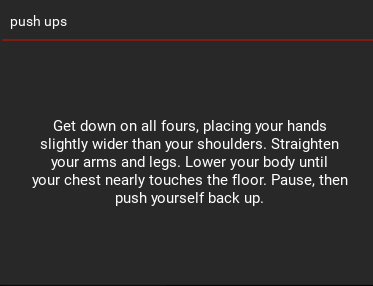 push ups
Get down on all fours, placing your hands
slightly wider than your shoulders. Straighten
your arms and legs. Lower your body until
your chest nearly touches the floor. Pause, then
push yourself back up.